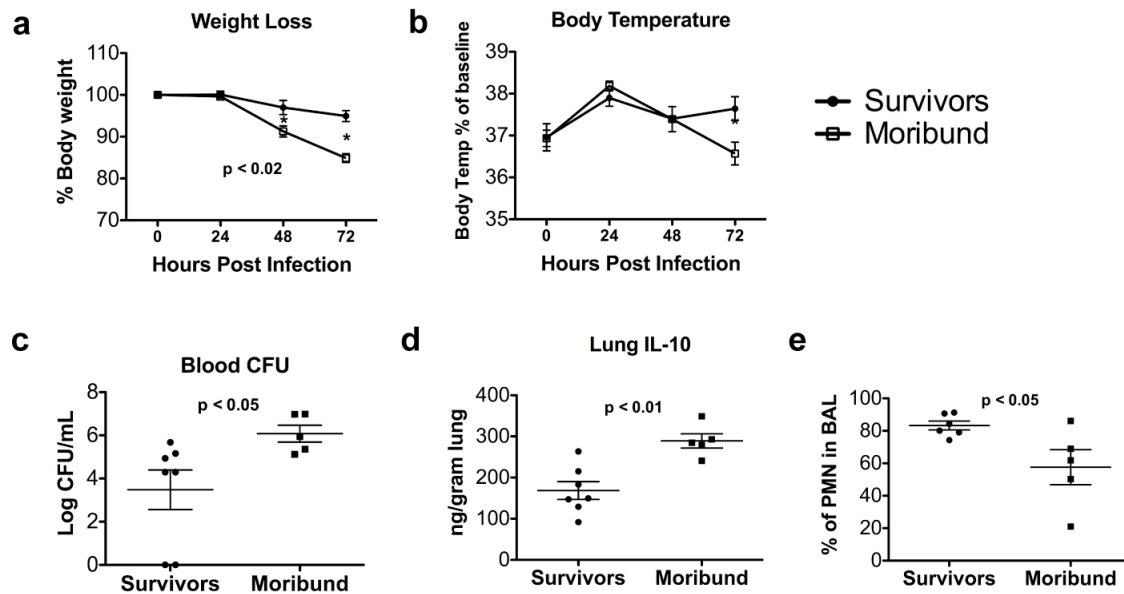 a
Weight Loss
% Body weight
110
100
90
80
70
*
*
p < 0.02
0 24 48 72
Hours Post Infection
b
Body Temperature
Body Temp % of baseline
39
38
37
36
35
*
0 24 48 72
Hours Post Infection
Survivors
Moribund
c
Blood CFU
Log CFU/mL
8
6
4
2
0
p < 0.05
Survivors Moribund
d
Lung IL-10
ng/gram lung
400
300
200
100
0
p < 0.01
Survivors Moribund
e
% of PMN in BAL
100
80
60
40
20
0
p < 0.05
Survivors Moribund